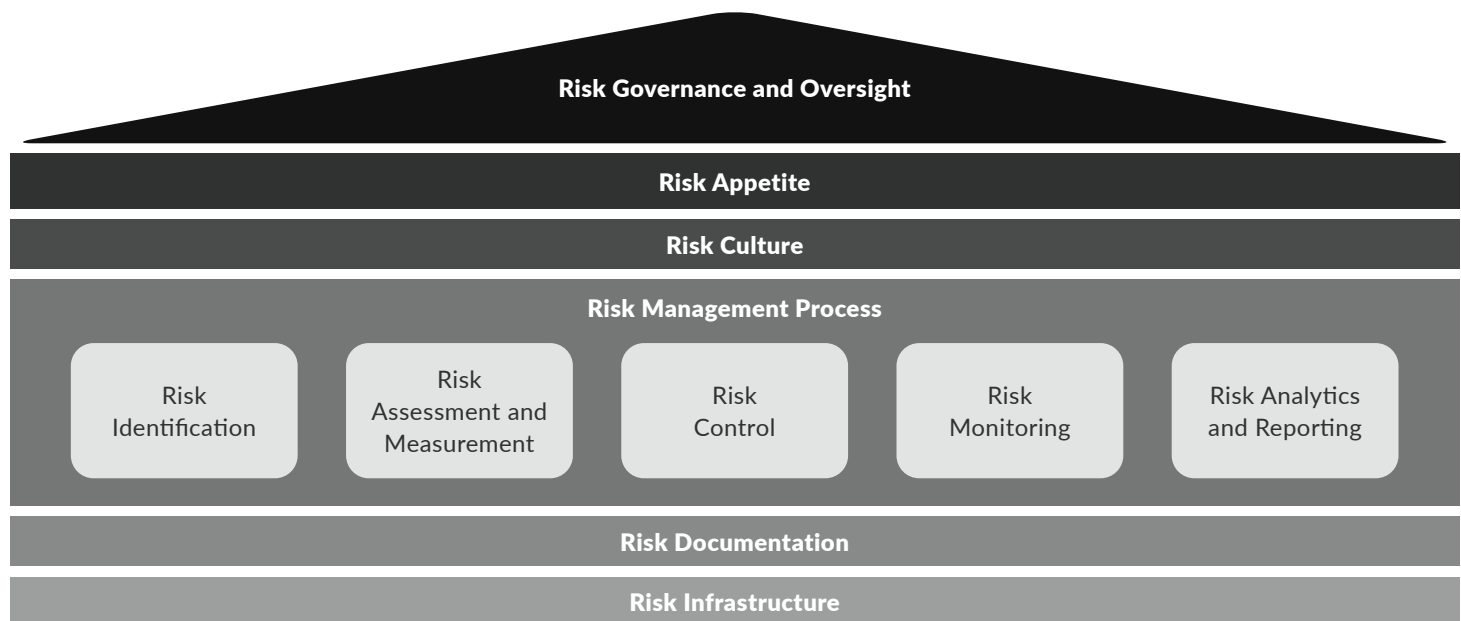 Risk Governance and Oversight
Risk Appetite
Risk Culture
Risk Management Process
Risk
Identification
Risk
Assessment and
Measurement
Risk
Control
Risk
Monitoring
Risk Analytics
and Reporting
Risk Documentation
Risk Infrastructure